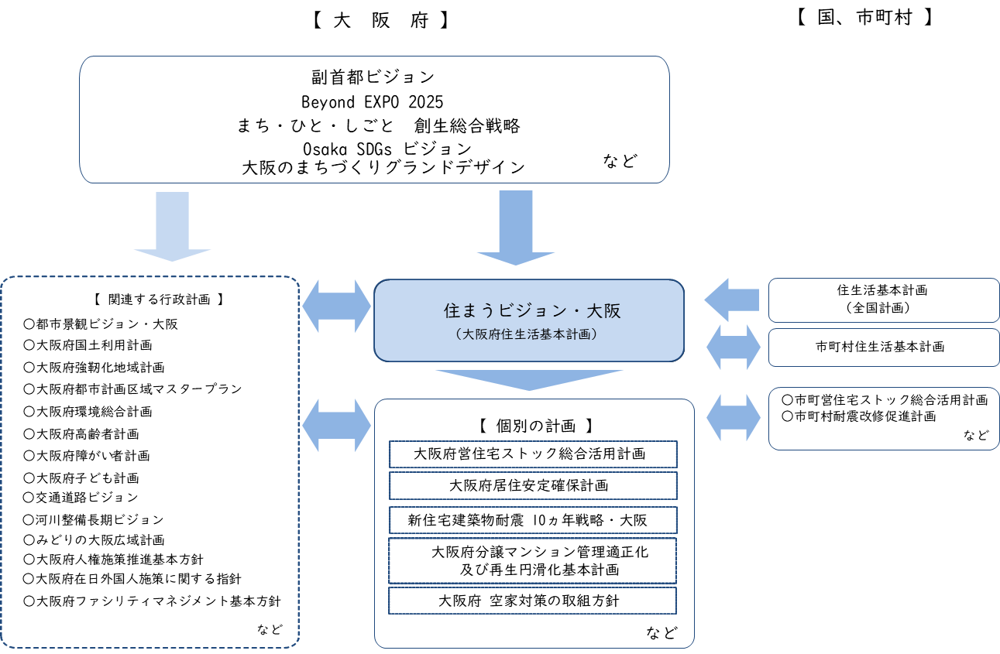 【 大 阪 府 】
【 国、市町村 】
副首都ビジョン
Beyond EXPO 2025
まち・ひと・しごと 創生総合戦略
Osaka SDGs ビジョン
大阪のまちづくりグランドデザイン
など
【 関連する行政計画 】
○都市景観ビジョン・大阪
○大阪府国土利用計画
○大阪府強靭化地域計画
○大阪府都市計画区域マスタープラン
○大阪府環境総合計画
○大阪府高齢者計画
○大阪府障がい者計画
○大阪府子ども計画
○交通道路ビジョン
○河川整備長期ビジョン
○みどりの大阪広域計画
○大阪府人権施策推進基本方針
○大阪府在日外国人施策に関する指針
○大阪府ファシリティマネジメント基本方針
など
住まうビジョン・大阪
(大阪府住生活基本計画)
【 個別の計画 】
大阪府営住宅ストック総合活用計画
大阪府居住安定確保計画
新住宅建築物耐震 10ヵ年戦略・大阪
大阪府分譲マンション管理適正化
及び再生円滑化基本計画
大阪府 空家対策の取組方針
など
住生活基本計画
(全国計画)
市町村住生活基本計画
○市町営住宅ストック総合活用計画
○市町村耐震改修促進計画
など